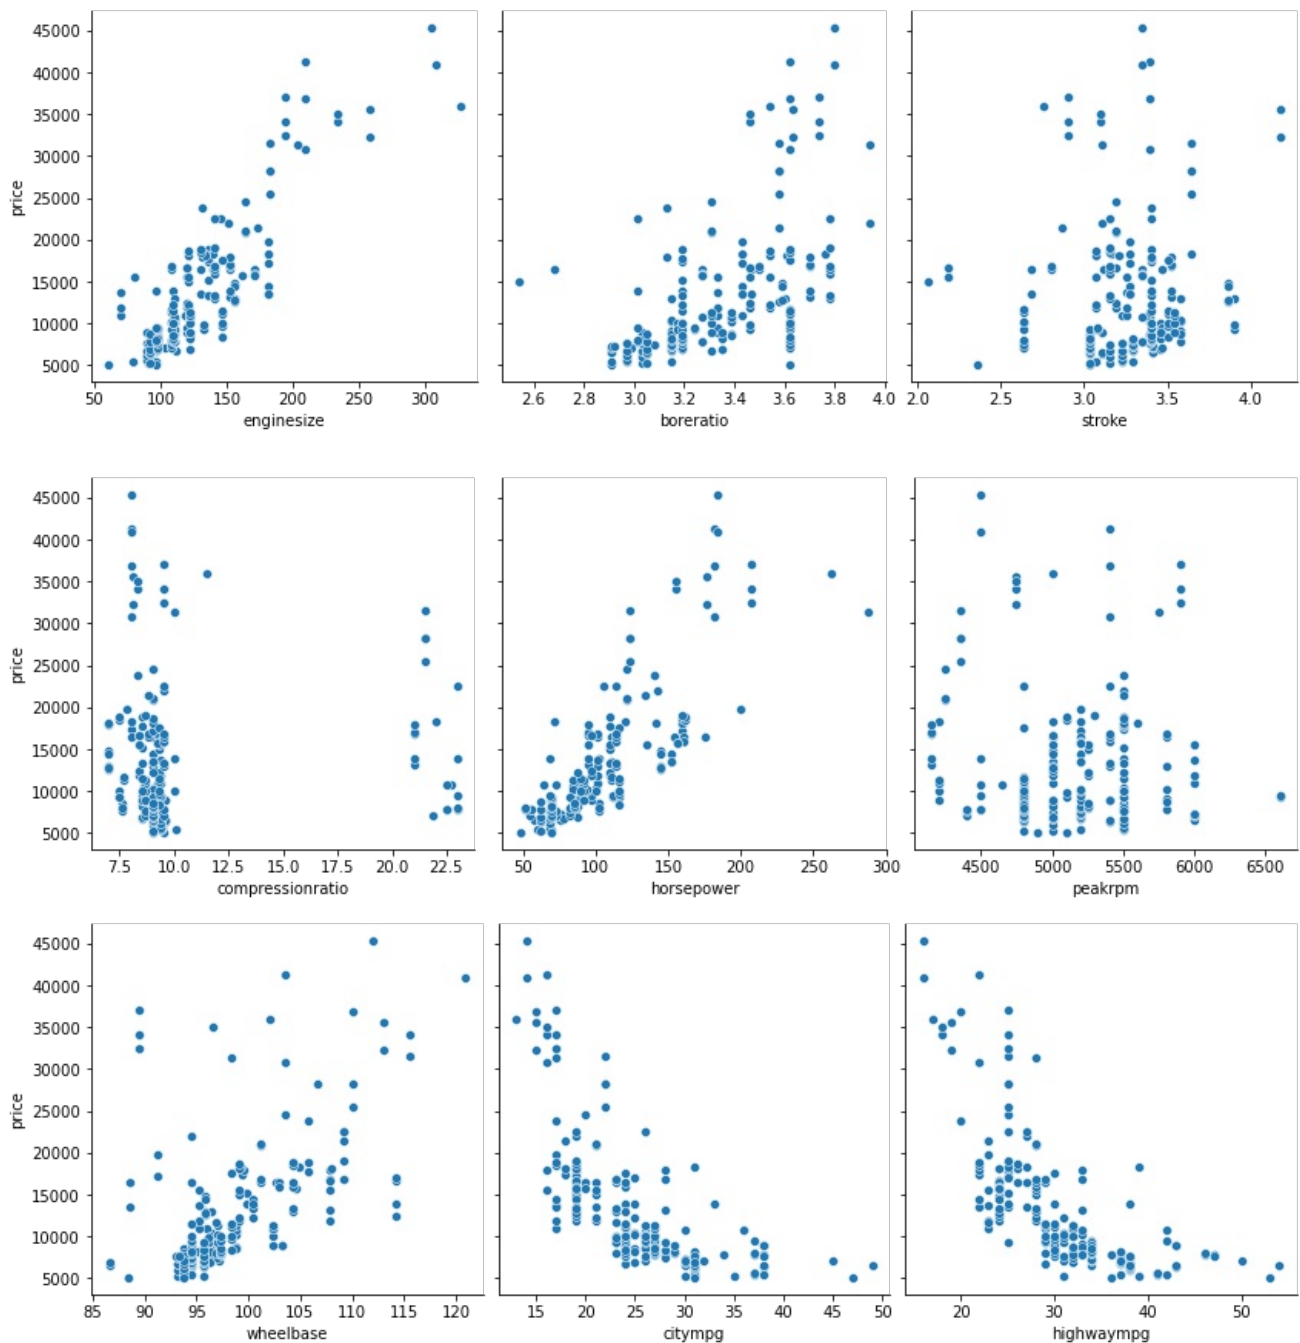 45000
40000
35000
30000
25000
20000
15000
10000
5000
price
50 100 150 200 250 300
enginesize
2.6 2.8 3.0 3.2 3.4 3.6 3.8 4.0
boreratio
2.0 2.5 3.0 3.5 4.0
stroke
45000
40000
35000
30000
25000
20000
15000
10000
5000
price
7.5 10.0 12.5 15.0 17.5 20.0 22.5
compressionratio
50 100 150 200 250 300
horsepower
4500 5000 5500 6000 6500
peakrpm
45000
40000
35000
30000
25000
20000
15000
10000
5000
price
85 90 95 100 105 110 115 120
wheelbase
15 20 25 30 35 40 45 50
citympg
20 30 40 50
highwaympg